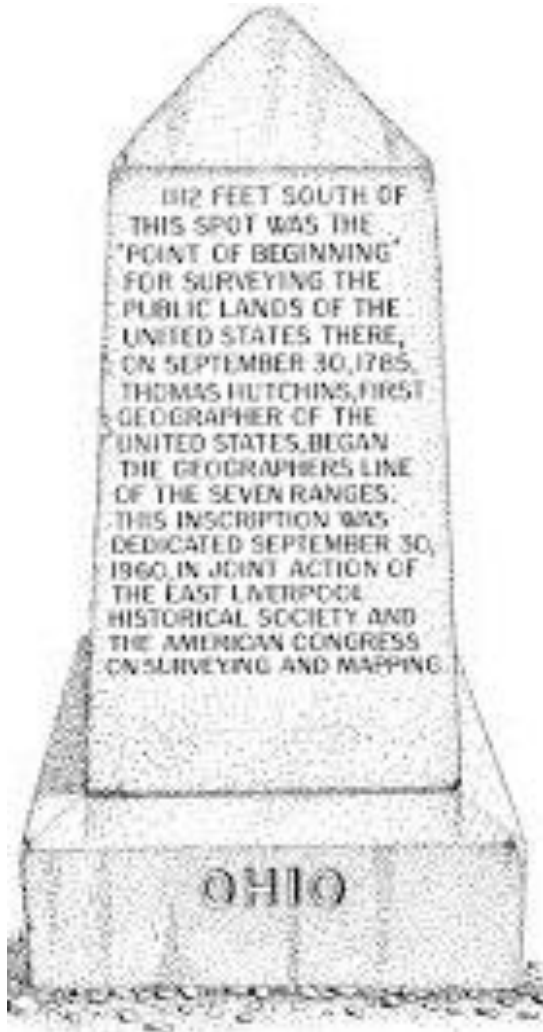 1112 FEET SOUTH OF
THIS SPOT WAS THE
"POINT OF BEGINNING"
FOR SURVEYING THE
PUBLIC LANDS OF THE
UNITED STATES THERE,
ON SEPTEMBER 30, 1785,
THOMAS HUTCHINS, FIRST
GEOGRAPHER OF THE
UNITED STATES, BEGAN
THE GEOGRAPHERS LINE
OF THE SEVEN RANGES.
THIS INSCRIPTION WAS
DEDICATED SEPTEMBER 30,
1960, IN JOINT ACTION OF
THE EAST LIVERPOOL
HISTORICAL SOCIETY AND
THE AMERICAN CONGRESS
ON SURVEYING AND MAPPING
OHIO